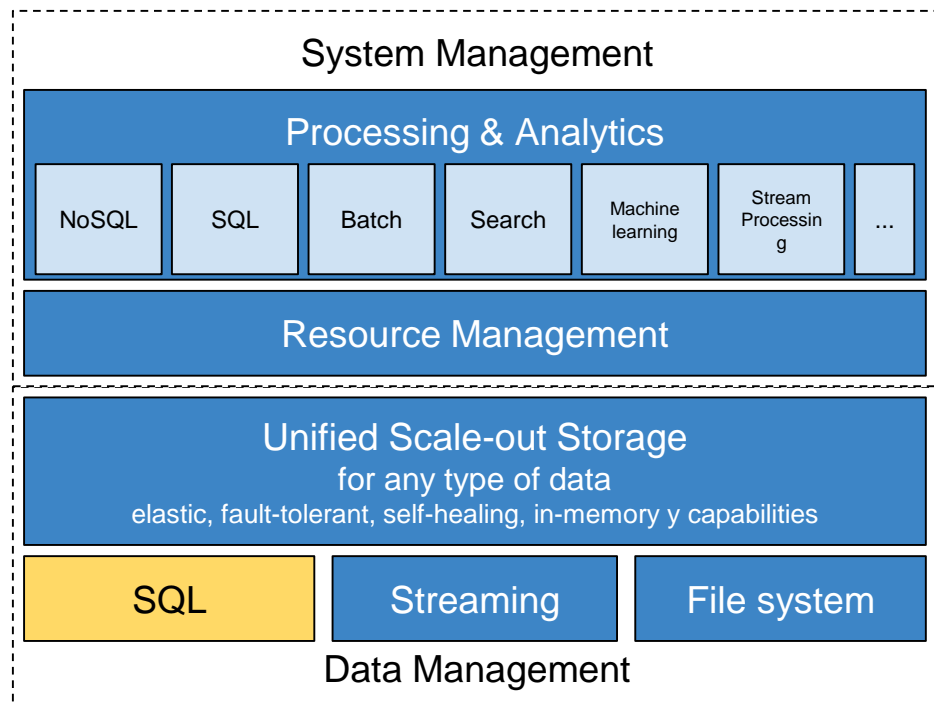 System Management
Processing & Analytics
NoSQL
SQL
Batch
Search
Machine
learning
Stream
Processin
g
...
Resource Management
Unified Scale-out Storage
for any type of data
elastic, fault-tolerant, self-healing, in-memory y capabilities
SQL
Streaming
File system
Data Management